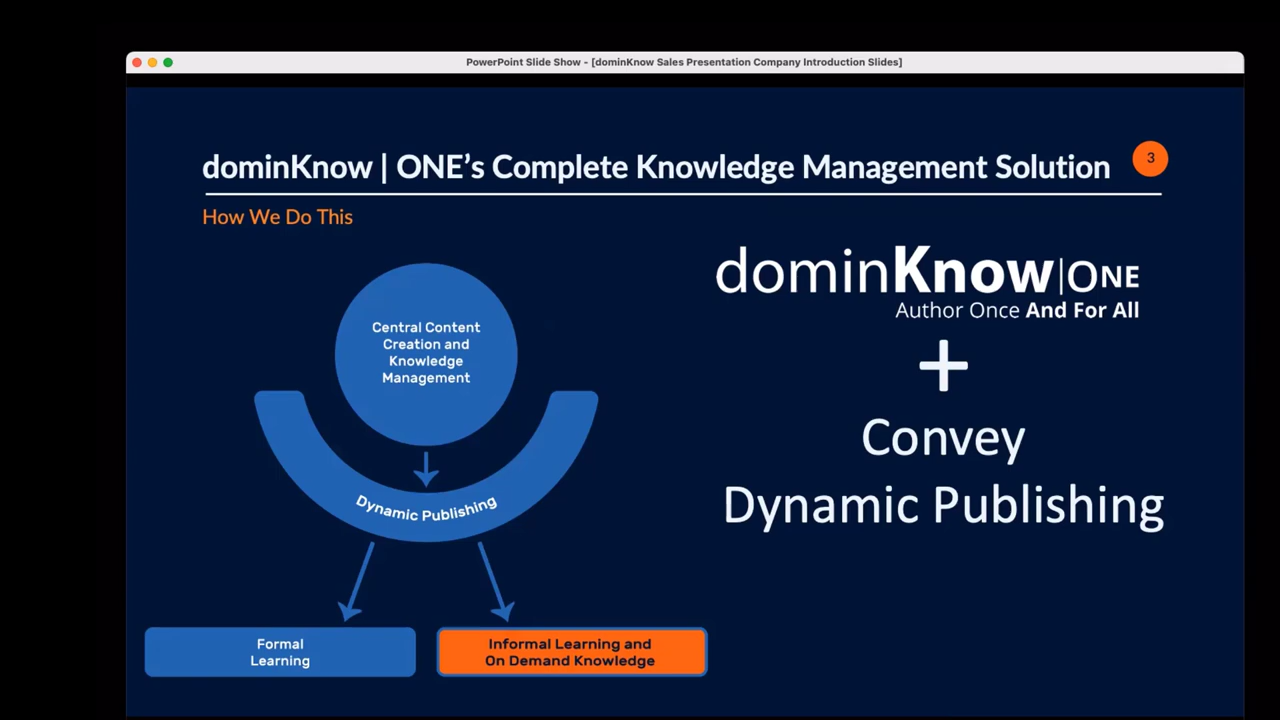 PowerPoint Slide Show - [dominKnow Sales Presentation Company Introduction Slides]
dominKnow | ONE’s Complete Knowledge Management Solution
3
How We Do This
Central Content
Creation and
Knowledge
Management
Dynamic Publishing
Formal
Learning
Informal Learning and
On Demand Knowledge
dominKnow|ONE
Author Once And For All
+
Convey
Dynamic Publishing